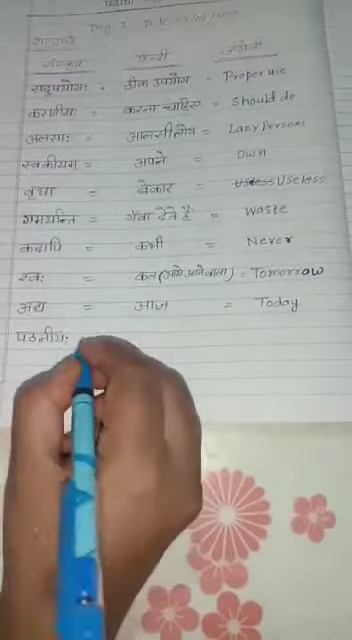 शब्दार्थ
संस्कृत हिन्दी अंग्रेजी
सदुपयोगः = ठीक उपयोग = Proper use
करणीयः = करना चाहिए = Should do
अलसाः = आलसी लोग = Lazy Persons
स्वकीयम् = अपने = Own
वृथा = बेकार = Useless
गमयन्ति = गँवा देते हैं = Waste
कदापि = कभी = Never
श्वः = कल (आगे आनेवाला) = Tomorrow
अद्य = आज = Today
पठनीयः